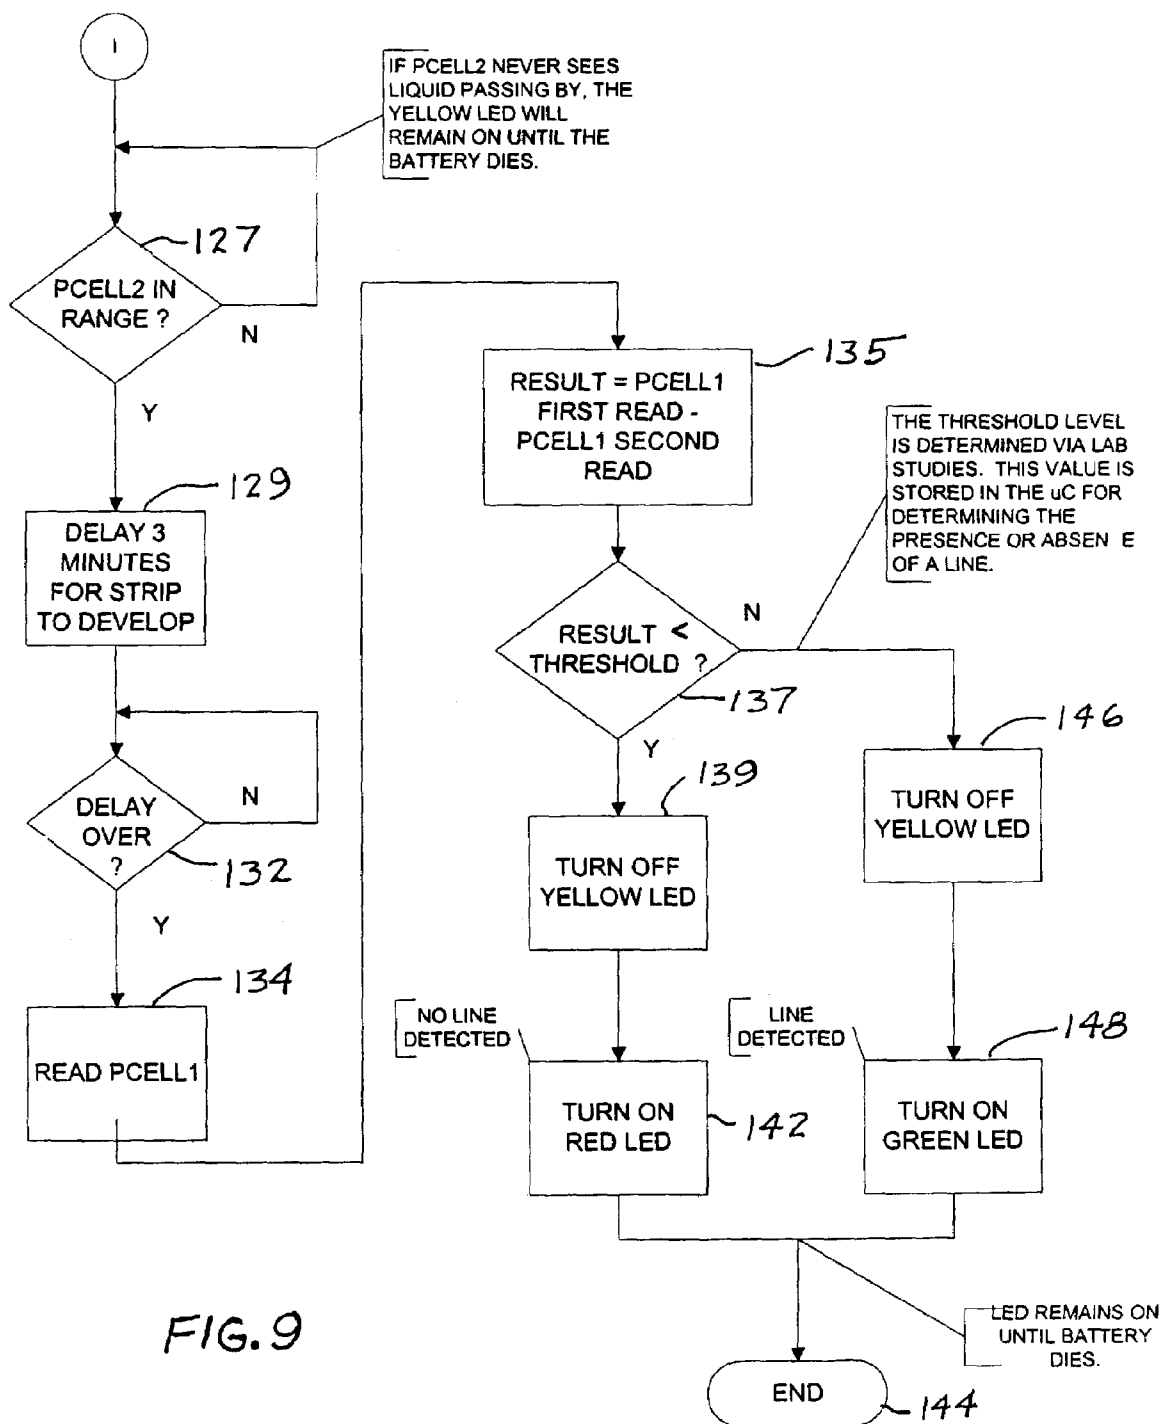 1
IF PCELL2 NEVER SEES
LIQUID PASSING BY, THE
YELLOW LED WILL
REMAIN ON UNTIL THE
BATTERY DIES.
127
PCELL2 IN
RANGE ?
N
Y
129
DELAY 3
MINUTES
FOR STRIP
TO DEVELOP
DELAY
OVER
?
N
132
Y
134
READ PCELL1
135
RESULT = PCELL1
FIRST READ -
PCELL1 SECOND
READ
THE THRESHOLD LEVEL
IS DETERMINED VIA LAB
STUDIES. THIS VALUE IS
STORED IN THE uC FOR
DETERMINING THE
PRESENCE OR ABSEN E
OF A LINE.
RESULT <
THRESHOLD ?
N
137
Y
139
TURN OFF
YELLOW LED
146
TURN OFF
YELLOW LED
NO LINE
DETECTED
TURN ON
RED LED
142
LINE
DETECTED
148
TURN ON
GREEN LED
LED REMAINS ON
UNTIL BATTERY
DIES.
END
144
FIG. 9